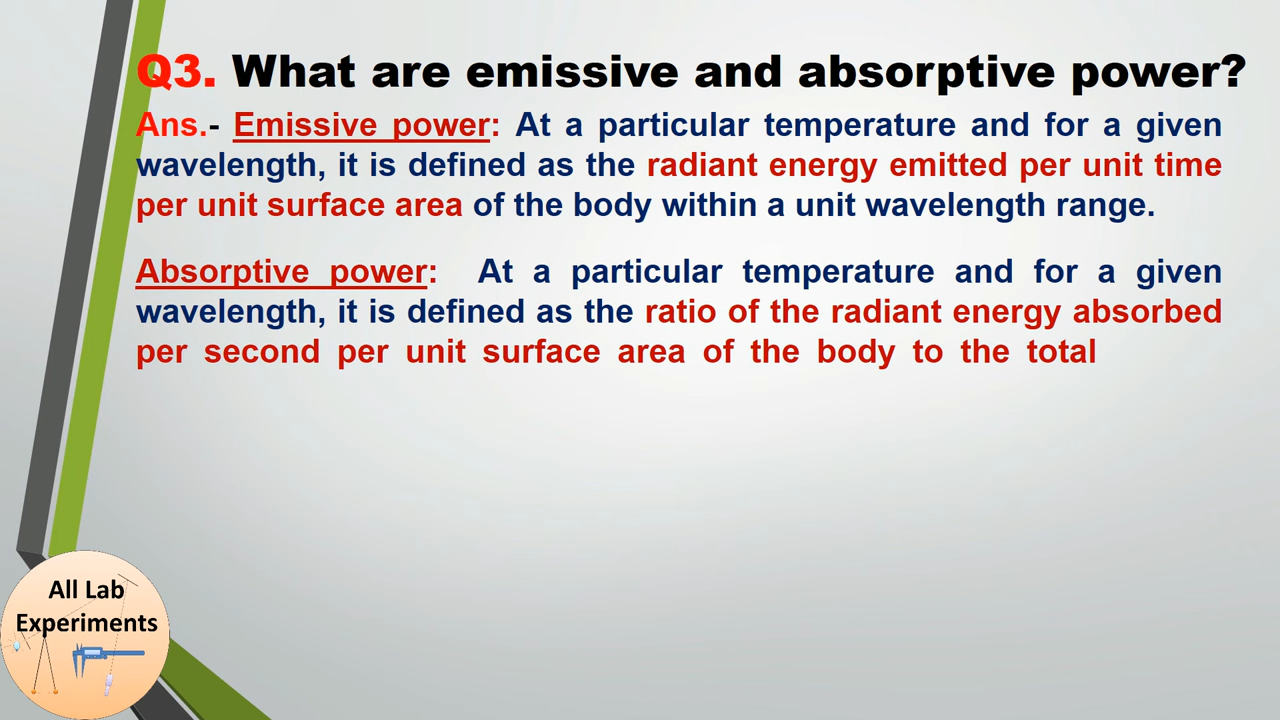 Q3. What are emissive and absorptive power?
Ans.- Emissive power: At a particular temperature and for a given
wavelength, it is defined as the radiant energy emitted per unit time
per unit surface area of the body within a unit wavelength range.
Absorptive power: At a particular temperature and for a given
wavelength, it is defined as the ratio of the radiant energy absorbed
per second per unit surface area of the body to the total
All Lab
Experiments